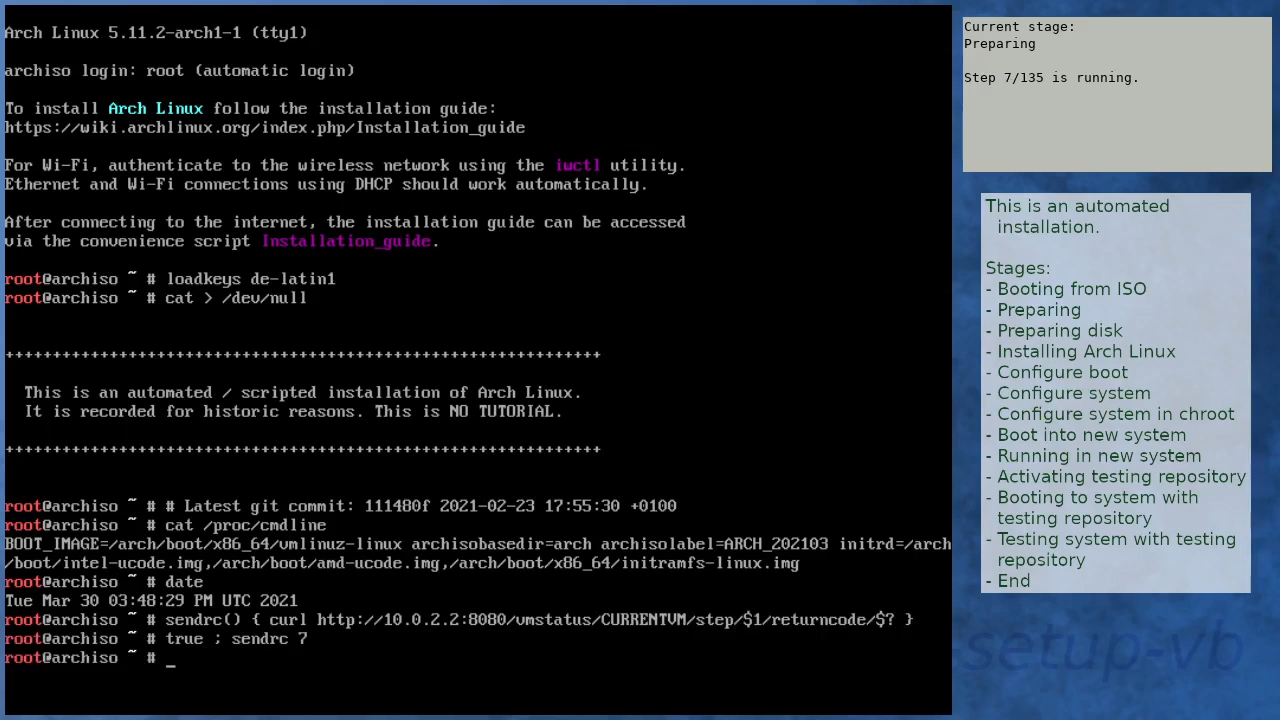 Arch Linux 5.11.2-arch1-1 (tty1)
archiso login: root (automatic login)
To install Arch Linux follow the installation guide:
https://wiki.archlinux.org/index.php/Installation_guide
For Wi-Fi, authenticate to the wireless network using the iwctl utility.
Ethernet and Wi-Fi connections using DHCP should work automatically.
After connecting to the internet, the installation guide can be accessed
via the convenience script Installation_guide.
root@archiso ~ # loadkeys de-latin1
root@archiso ~ # cat > /dev/null
+++++++++++++++++++++++++++++++++++++++++++++++++++++++++++++++
This is an automated / scripted installation of Arch Linux.
It is recorded for historic reasons. This is NO TUTORIAL.
+++++++++++++++++++++++++++++++++++++++++++++++++++++++++++++++
root@archiso ~ # # Latest git commit: 111480f 2021-02-23 17:55:30 +0100
root@archiso ~ # cat /proc/cmdline
BOOT_IMAGE=/arch/boot/x86_64/vmlinuz-linux archisobasedir=arch archisolabel=ARCH_202103 initrd=/arch
/boot/intel-ucode.img,/arch/boot/amd-ucode.img,/arch/boot/x86_64/initramfs-linux.img
root@archiso ~ # date
Tue Mar 30 03:48:29 PM UTC 2021
root@archiso ~ # sendrc() { curl http://10.0.2.2:8080/vmstatus/CURRENTVM/step/$1/returncode/$? }
root@archiso ~ # true ; sendrc 7
root@archiso ~ # _
Current stage:
Preparing
Step 7/135 is running.
This is an automated
installation.
Stages:
- Booting from ISO
- Preparing
- Preparing disk
- Installing Arch Linux
- Configure boot
- Configure system
- Configure system in chroot
- Boot into new system
- Running in new system
- Activating testing repository
- Booting to system with
testing repository
- Testing system with testing
repository
- End
setup-vb